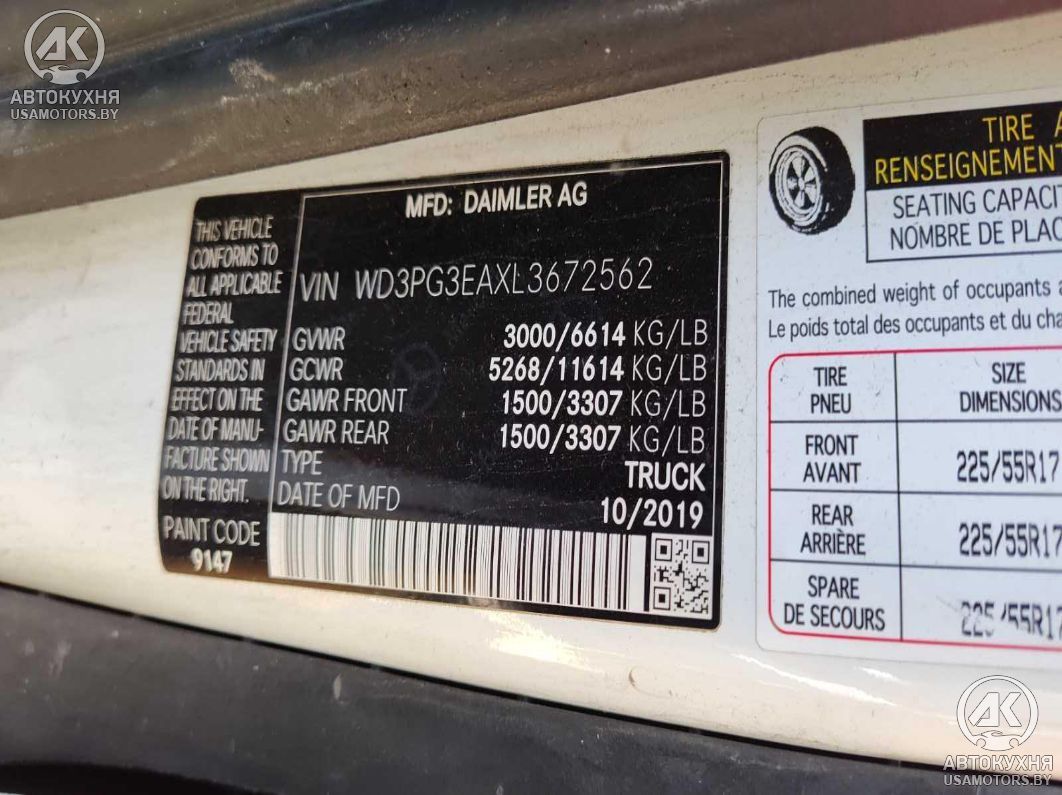 AK
АВТОКУХНЯ
USAMOTORS.BY
MFD: DAIMLER AG
THIS VEHICLE
CONFORMS TO
ALL APPLICABLE
FEDERAL
VEHICLE SAFETY
STANDARDS IN
EFFECT ON THE
DATE OF MANU-
FACTURE SHOWN
ON THE RIGHT.
PAINT CODE
9147
VIN WD3PG3EAXL3672562
GVWR 3000/6614 KG/LB
GCWR 5268/11614 KG/LB
GAWR FRONT 1500/3307 KG/LB
GAWR REAR 1500/3307 KG/LB
TYPE TRUCK
DATE OF MFD 10/2019
TIRE
RENSEIGNEMENT
SEATING CAPACIT
NOMBRE DE PLAC
The combined weight of occupants a
Le poids total des occupants et du cha
TIRE SIZE
PNEU DIMENSIONS
FRONT
AVANT 225/55R17
REAR
ARRIÈRE 225/55R17
SPARE
DE SECOURS 225/55R17
AK
АВТОКУХНЯ
USAMOTORS.BY